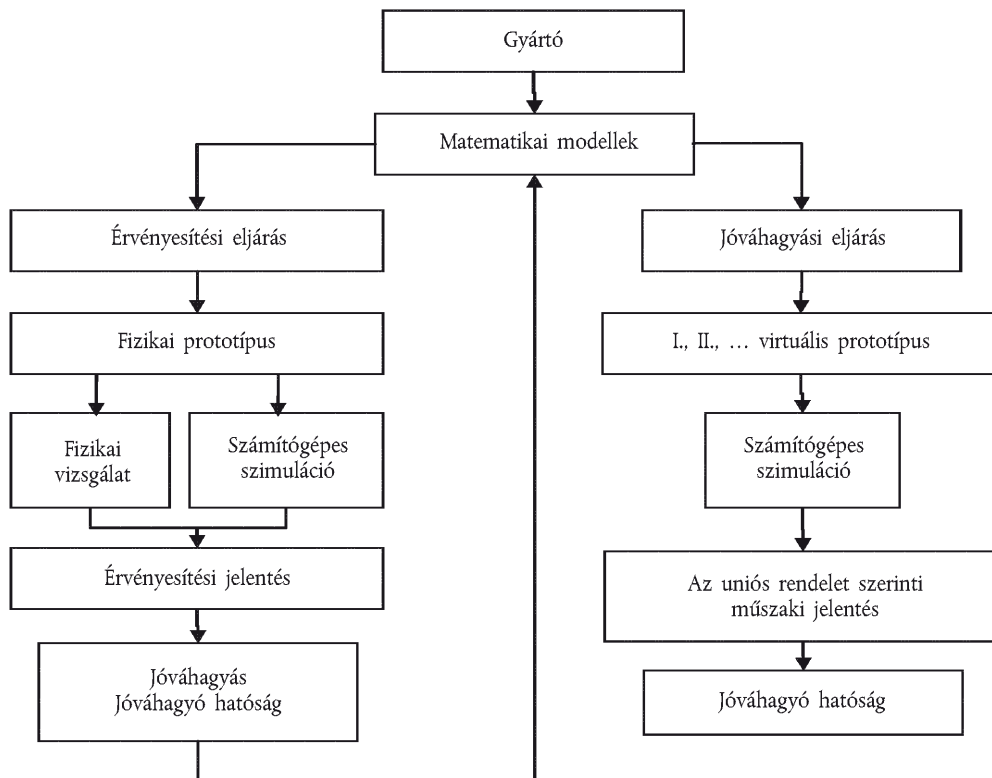 Gyártó
Matematikai modellek
Érvényesítési eljárás
Fizikai prototípus
Fizikai
vizsgálat
Számítógépes
szimuláció
Érvényesítési jelentés
Jóváhagyás
Jóváhagyó hatóság
Jóváhagyási eljárás
I., II., … virtuális prototípus
Számítógépes
szimuláció
Az uniós rendelet szerinti
műszaki jelentés
Jóváhagyó hatóság